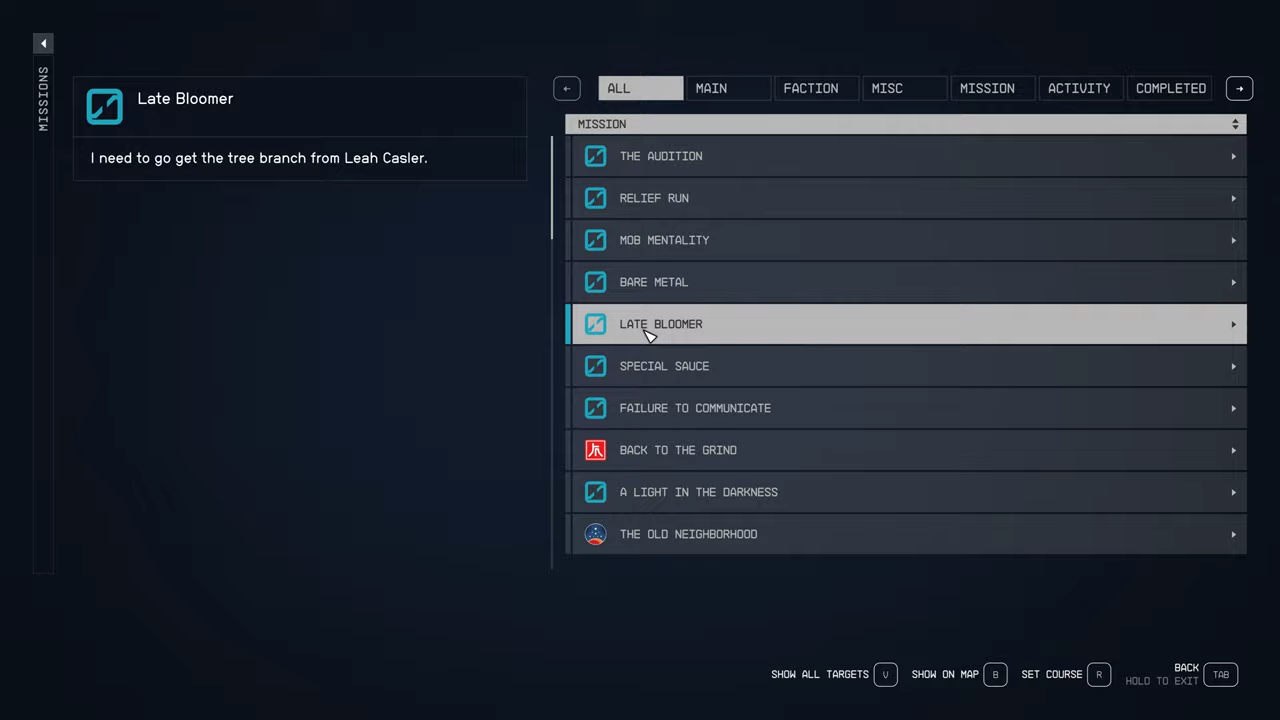 MISSIONS
Late Bloomer
I need to go get the tree branch from Leah Casler.
ALL MAIN FACTION MISC MISSION ACTIVITY COMPLETED
MISSION
THE AUDITION
RELIEF RUN
MOB MENTALITY
BARE METAL
LATE BLOOMER
SPECIAL SAUCE
FAILURE TO COMMUNICATE
BACK TO THE GRIND
A LIGHT IN THE DARKNESS
THE OLD NEIGHBORHOOD
SHOW ALL TARGETS V SHOW ON MAP B SET COURSE R BACK TAB
HOLD TO EXIT